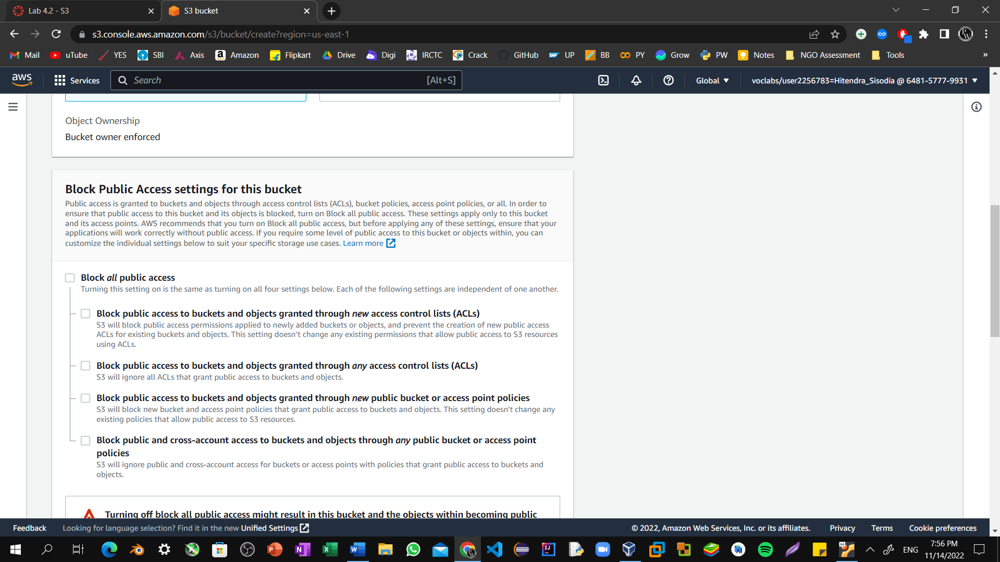 Lab 4.2 - S3
S3 bucket
s3.console.aws.amazon.com/s3/bucket/create?region=us-east-1
Mail uTube YES SBI Axis Amazon Flipkart Drive Digi IRCTC Crack GitHub UP BB PY Grow PW Notes NGO Assessment Tools »
aws Services Search [Alt+S] Global voclabs/user2256783=Hitendra_Sisodia @ 6481-5777-9931
Object Ownership
Bucket owner enforced
Block Public Access settings for this bucket
Public access is granted to buckets and objects through access control lists (ACLs), bucket policies, access point policies, or all. In order to
ensure that public access to this bucket and its objects is blocked, turn on Block all public access. These settings apply only to this bucket
and its access points. AWS recommends that you turn on Block all public access, but before applying any of these settings, ensure that your
applications will work correctly without public access. If you require some level of public access to this bucket or objects within, you can
customize the individual settings below to suit your specific storage use cases. Learn more
Block all public access
Turning this setting on is the same as turning on all four settings below. Each of the following settings are independent of one another.
Block public access to buckets and objects granted through new access control lists (ACLs)
S3 will block public access permissions applied to newly added buckets or objects, and prevent the creation of new public access
ACLs for existing buckets and objects. This setting doesn’t change any existing permissions that allow public access to S3 resources
using ACLs.
Block public access to buckets and objects granted through any access control lists (ACLs)
S3 will ignore all ACLs that grant public access to buckets and objects.
Block public access to buckets and objects granted through new public bucket or access point policies
S3 will block new bucket and access point policies that grant public access to buckets and objects. This setting doesn't change any
existing policies that allow public access to S3 resources.
Block public and cross-account access to buckets and objects through any public bucket or access point
policies
S3 will ignore public and cross-account access for buckets or access points with policies that grant public access to buckets and
objects.
Turning off block all public access might result in this bucket and the objects within becoming public
Feedback Looking for language selection? Find it in the new Unified Settings © 2022, Amazon Web Services, Inc. or its affiliates. Privacy Terms Cookie preferences
ENG 7:56 PM
11/14/2022